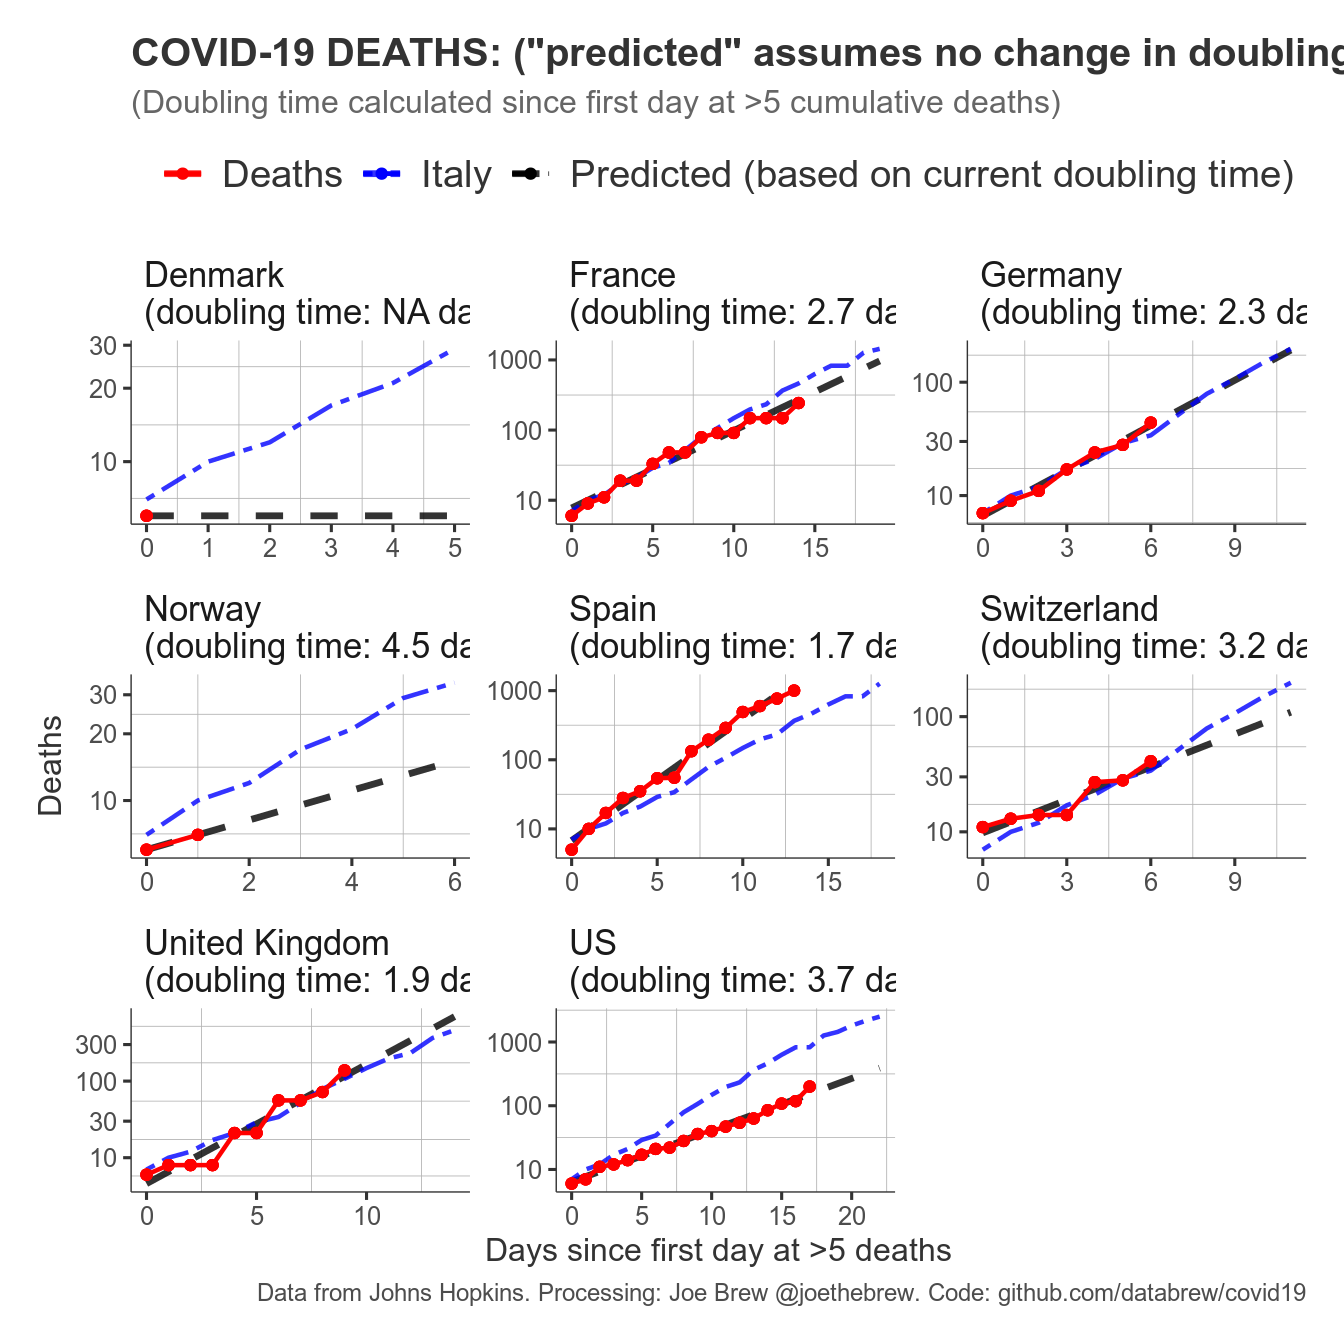 COVID-19 DEATHS: ("predicted" assumes no change in doubling
(Doubling time calculated since first day at >5 cumulative deaths)
Deaths Italy Predicted (based on current doubling time)
Denmark
(doubling time: NA da
30
20
10
0 1 2 3 4 5
France
(doubling time: 2.7 da
1000
100
10
0 5 10 15
Germany
(doubling time: 2.3 da
100
30
10
0 3 6 9
Deaths
Norway
(doubling time: 4.5 da
30
20
10
0 2 4 6
Spain
(doubling time: 1.7 da
1000
100
10
0 5 10 15
Switzerland
(doubling time: 3.2 da
100
30
10
0 3 6 9
United Kingdom
(doubling time: 1.9 da
300
100
30
10
0 5 10
US
(doubling time: 3.7 da
1000
100
10
0 5 10 15 20
Days since first day at >5 deaths
Data from Johns Hopkins. Processing: Joe Brew @joethebrew. Code: github.com/databrew/covid19